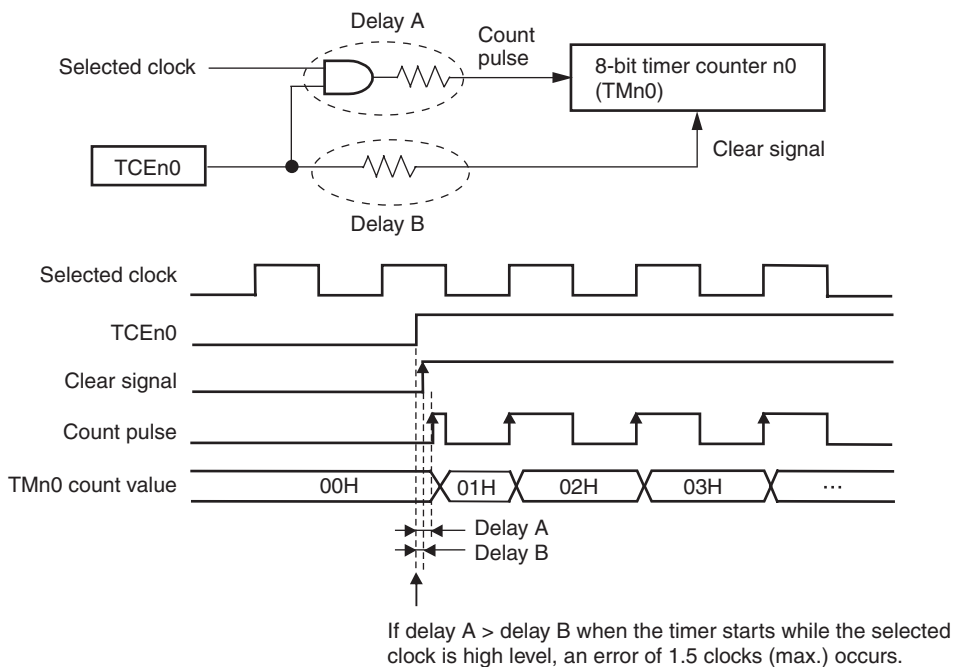 Delay A
Selected clock
Count
pulse
8-bit timer counter n0
(TMn0)
TCEn0
Clear signal
Delay B
Selected clock
TCEn0
Clear signal
Count pulse
TMn0 count value
00H
01H
02H
03H
...
Delay A
Delay B
If delay A > delay B when the timer starts while the selected
clock is high level, an error of 1.5 clocks (max.) occurs.